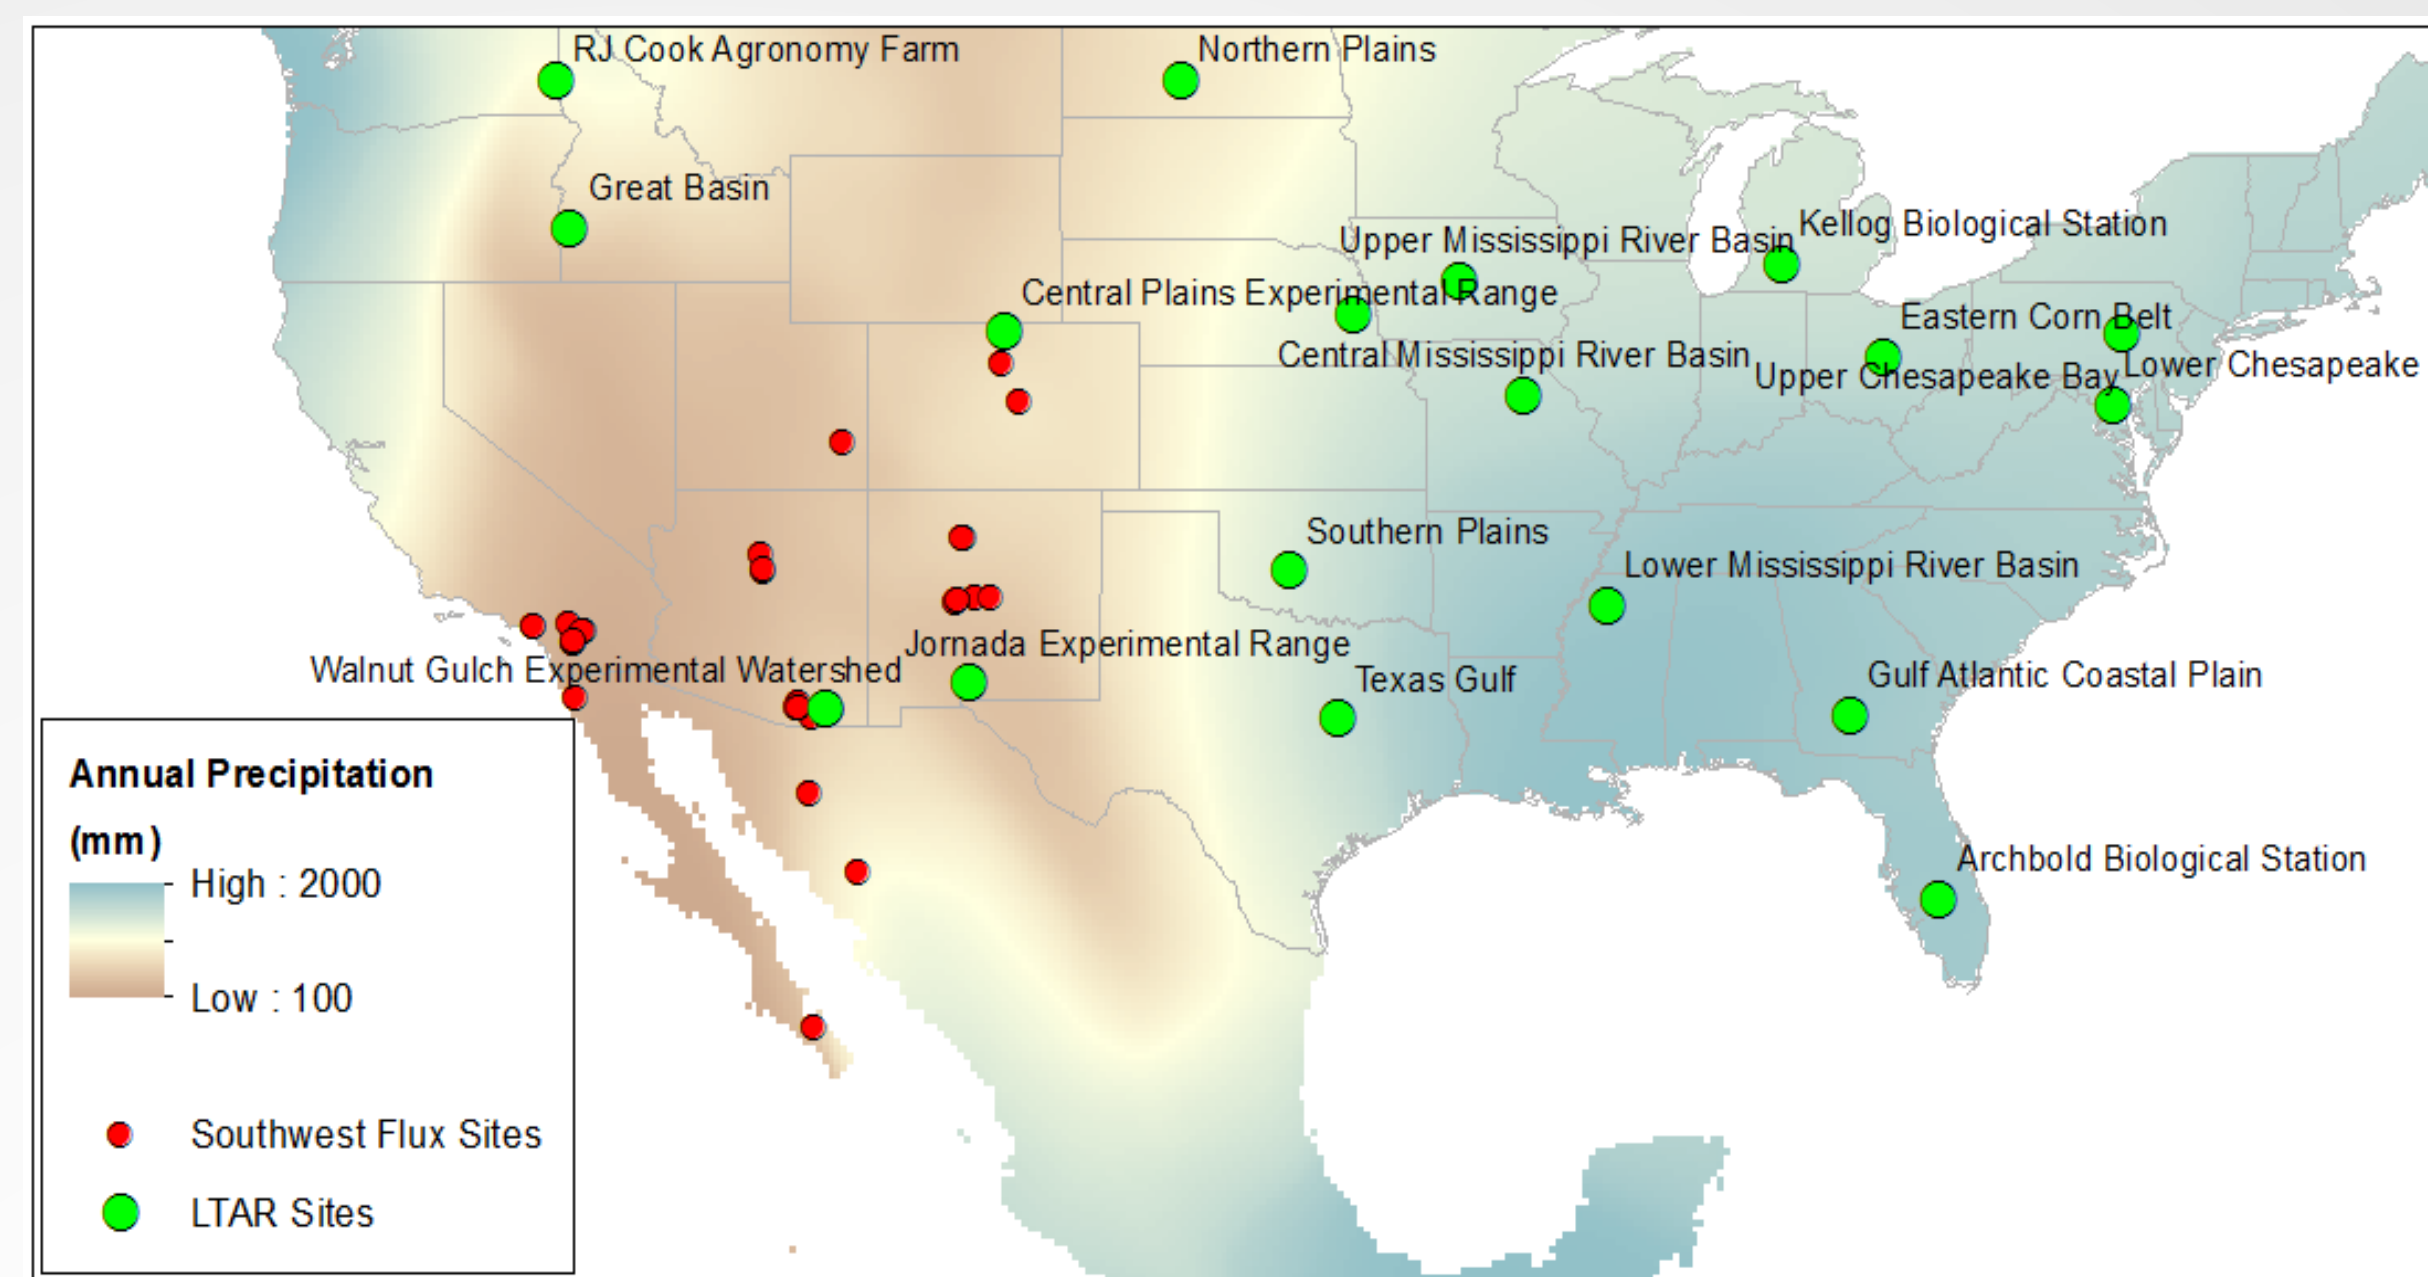 RJ Cook Agronomy Farm
Northern Plains
Great Basin
Kellog Biological Station
Upper Mississippi River Basin
Central Plains Experimental Range
Eastern Corn Belt
Central Mississippi River Basin
Lower Chesapeake
Upper Chesapeake Bay
Southern Plains
Lower Mississippi River Basin
Jornada Experimental Range
Walnut Gulch Experimental Watershed
Texas Gulf
Gulf Atlantic Coastal Plain
Archbold Biological Station
Annual Precipitation
(mm)
High : 2000
Low : 100
Southwest Flux Sites
LTAR Sites